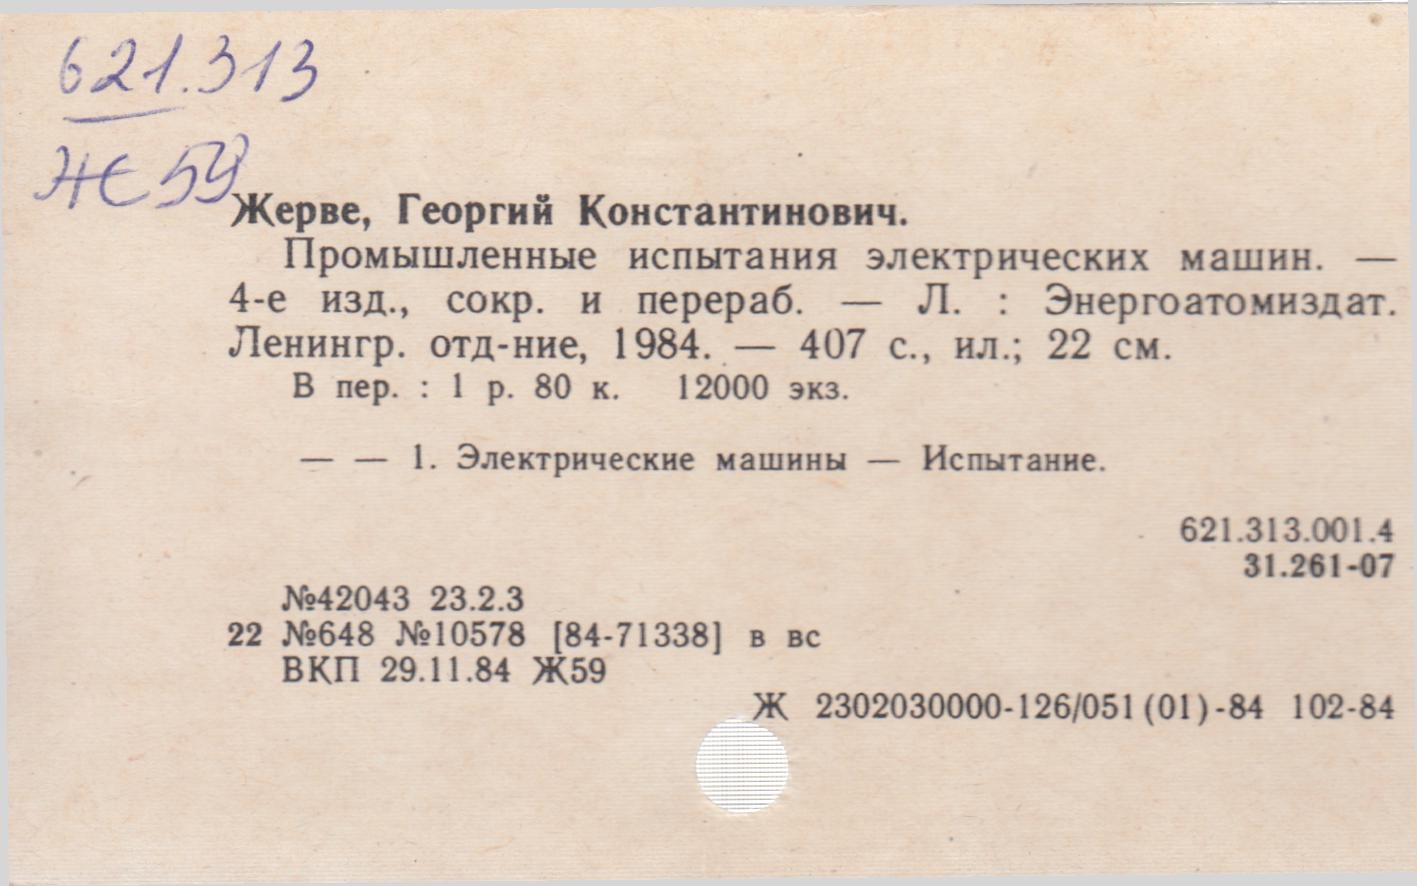 621.313
Ж59
Жерве, Георгий Константинович.
Промышленные испытания электрических машин. —
4-е изд., сокр. и перераб. — Л. : Энергоатомиздат.
Ленингр. отд-ние, 1984. — 407 с., ил.; 22 см.
В пер. : 1 р. 80 к. 12000 экз.
— — 1. Электрические машины — Испытание.
621.313.001.4
31.261-07
№42043 23.2.3
22 №648 №10578 [84-71338] в вс
ВКП 29.11.84 Ж59
Ж 2302030000-126/051(01)-84 102-84